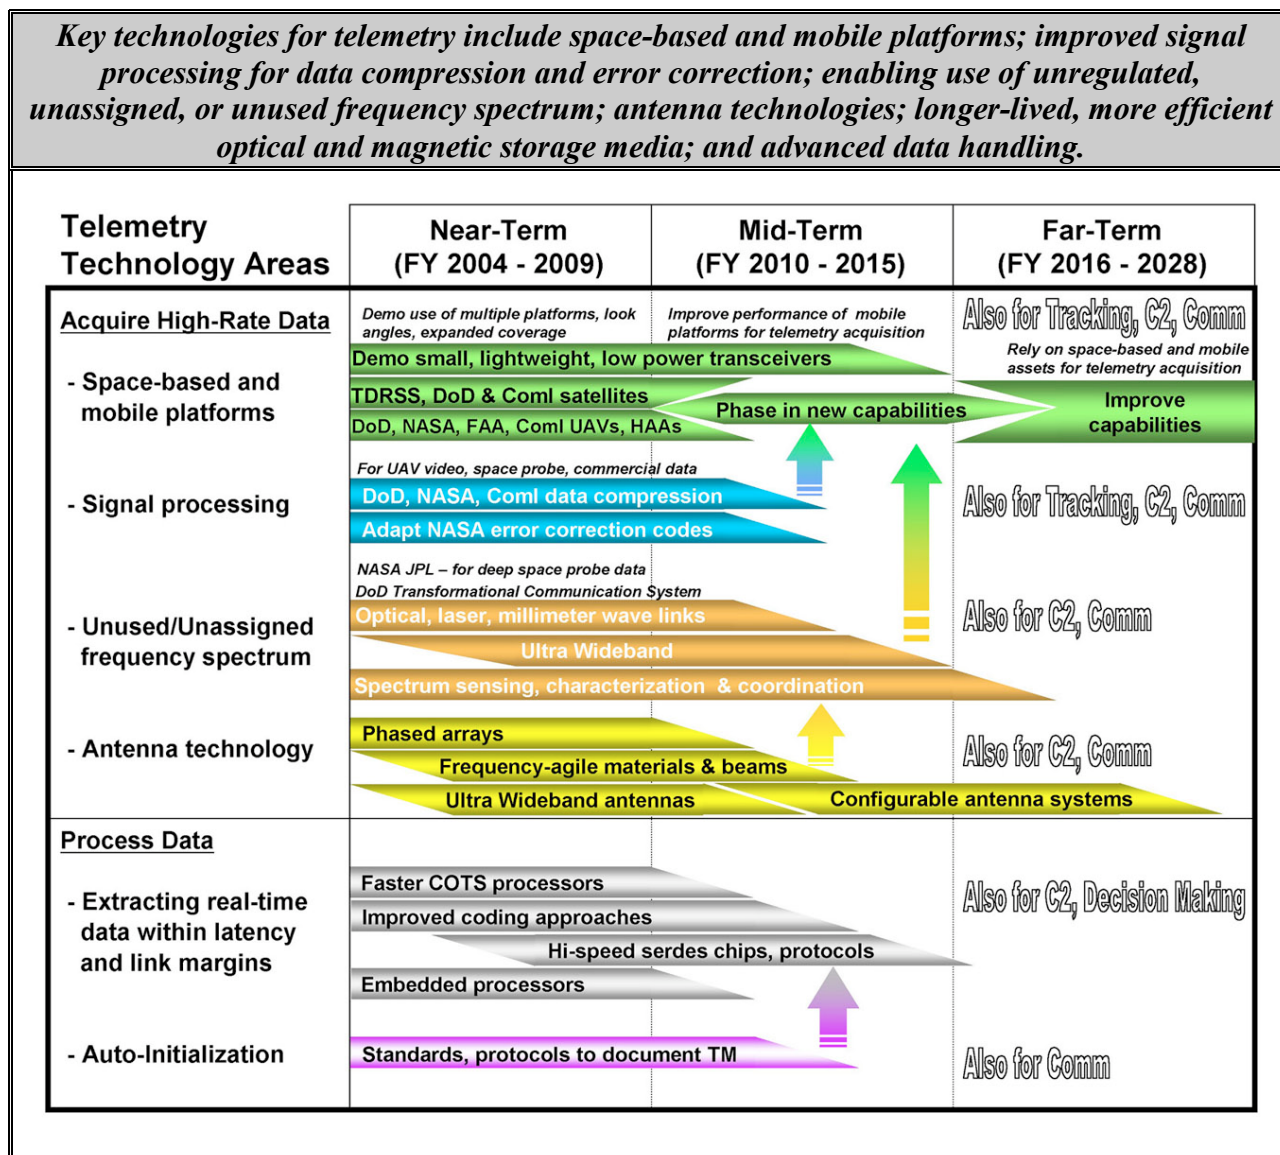 Key technologies for telemetry include space-based and mobile platforms; improved signal
processing for data compression and error correction; enabling use of unregulated,
unassigned, or unused frequency spectrum; antenna technologies; longer-lived, more efficient
optical and magnetic storage media; and advanced data handling.
Telemetry
Technology Areas
Near-Term
(FY 2004 - 2009)
Mid-Term
(FY 2010 - 2015)
Far-Term
(FY 2016 - 2028)
Acquire High-Rate Data
Demo use of multiple platforms, look
angles, expanded coverage
Improve performance of mobile
platforms for telemetry acquisition
Also for Tracking, C2, Comm
Demo small, lightweight, low power transceivers
Rely on space-based and mobile
assets for telemetry acquisition
- Space-based and
mobile platforms
TDRSS, DoD & Coml satellites
DoD, NASA, FAA, Coml UAVs, HAAs
Phase in new capabilities
Improve
capabilities
For UAV video, space probe, commercial data
- Signal processing
DoD, NASA, Coml data compression
Adapt NASA error correction codes
Also for Tracking, C2, Comm
NASA JPL – for deep space probe data
DoD Transformational Communication System
- Unused/Unassigned
frequency spectrum
Optical, laser, millimeter wave links
Ultra Wideband
Spectrum sensing, characterization & coordination
Also for C2, Comm
- Antenna technology
Phased arrays
Frequency-agile materials & beams
Ultra Wideband antennas
Configurable antenna systems
Also for C2, Comm
Process Data
- Extracting real-time
data within latency
and link margins
Faster COTS processors
Improved coding approaches
Hi-speed serdes chips, protocols
Embedded processors
Also for C2, Decision Making
- Auto-Initialization
Standards, protocols to document TM
Also for Comm